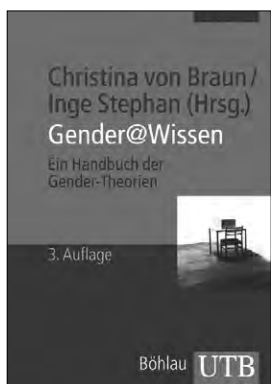 Christina von Braun /
Inge Stephan (Hrsg.)
Gender@Wissen
Ein Handbuch der
Gender-Theorien
3. Auflage
Böhlau UTB